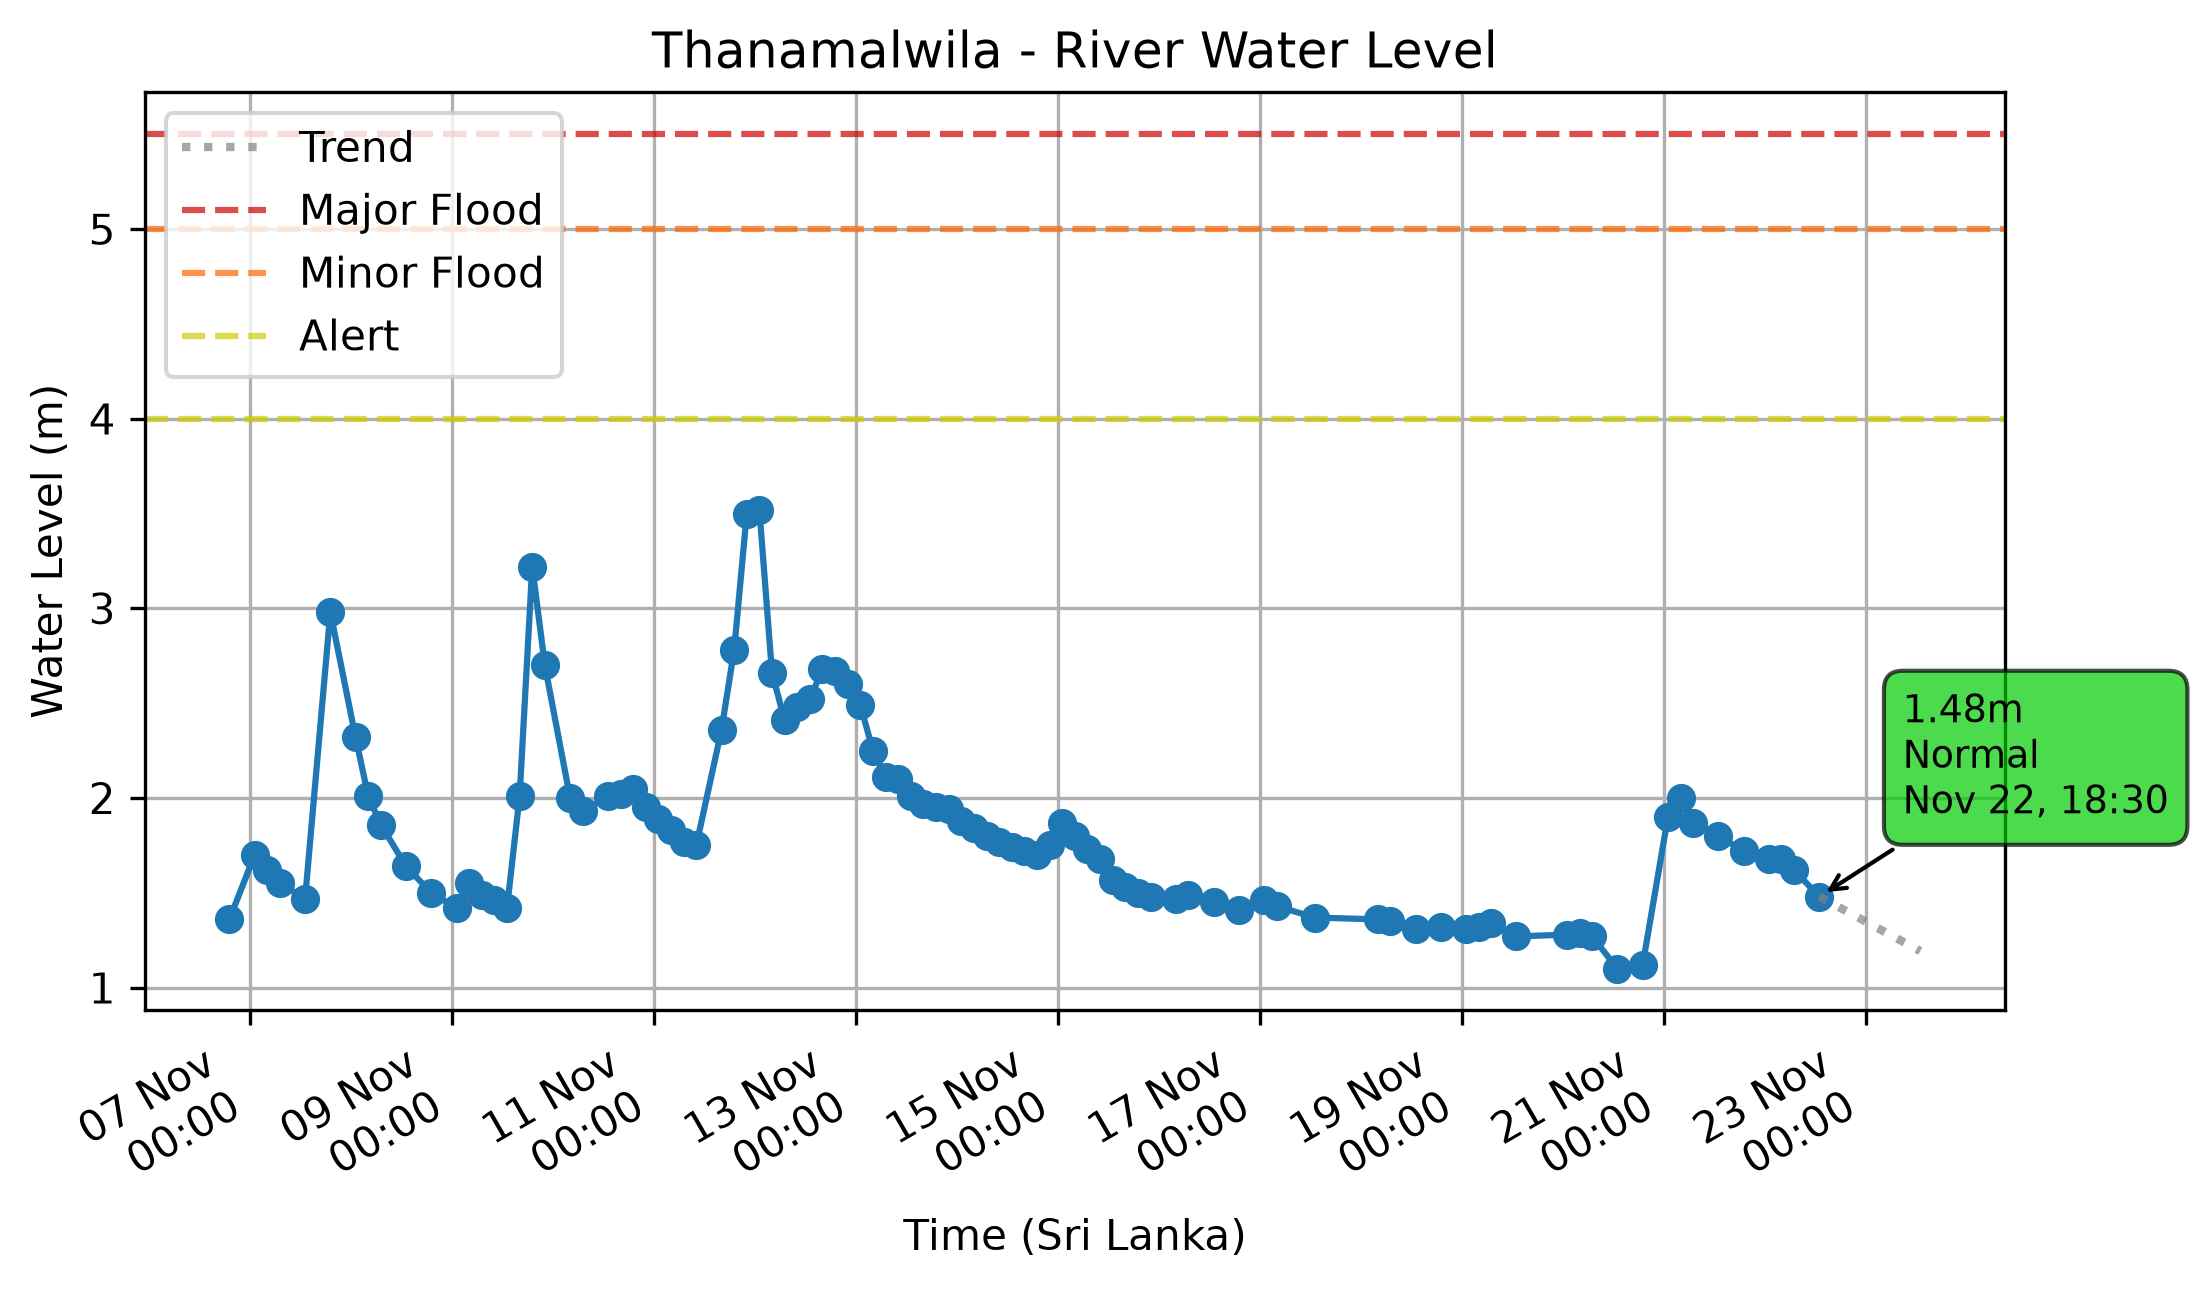 Thanamalwila - River Water Level
Trend
Major Flood
Minor Flood
Alert
Water Level (m)
5
4
3
2
1
1.48m
Normal
Nov 22, 18:30
07 Nov
00:00
09 Nov
00:00
11 Nov
00:00
13 Nov
00:00
15 Nov
00:00
17 Nov
00:00
19 Nov
00:00
21 Nov
00:00
23 Nov
00:00
Time (Sri Lanka)